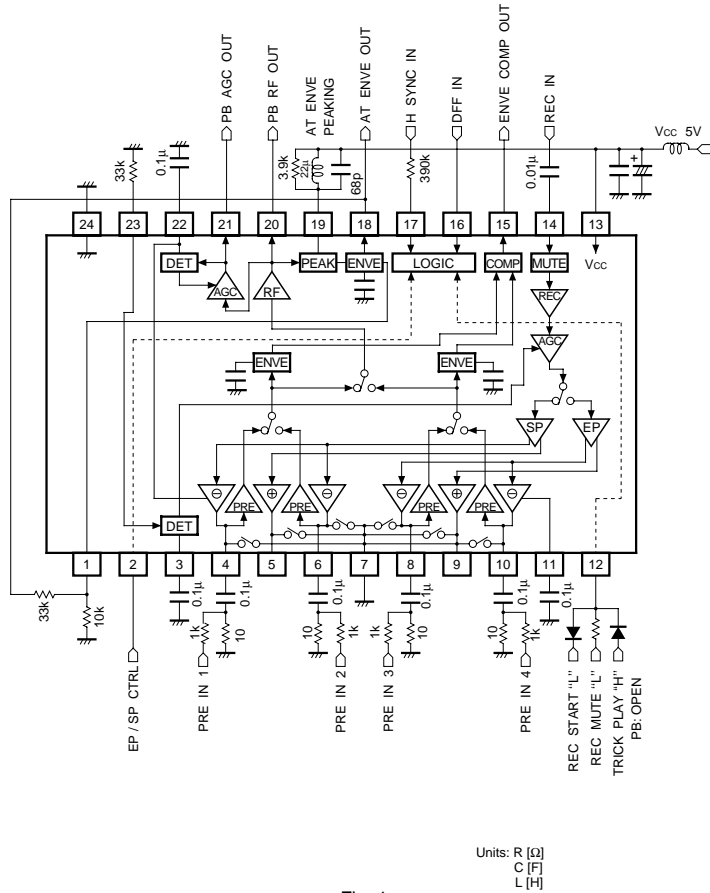 PB AGC OUT
PB RF OUT
AT ENVE
PEAKING
AT ENVE OUT
H SYNC IN
DFF IN
ENVE COMP OUT
REC IN
Vcc 5V
33k
0.1μ
3.9k
22μ
68p
390k
0.01μ
+
24
23
22
21
20
19
18
17
16
15
14
13
DET
AGC
RF
PEAK
ENVE
LOGIC
COMP
MUTE
Vcc
REC
AGC
ENVE
ENVE
SP
EP
⊖
PRE
⊕
PRE
⊖
⊖
PRE
⊕
PRE
⊖
DET
1
2
3
4
5
6
7
8
9
10
11
12
33k
10k
0.1μ
0.1μ
0.1μ
0.1μ
0.1μ
0.1μ
1k
10
10
1k
1k
10
10
1k
EP / SP CTRL
PRE IN 1
PRE IN 2
PRE IN 3
PRE IN 4
REC START "L"
REC MUTE "L"
TRICK PLAY "H"
PB: OPEN
Units: R [Ω]
C [F]
L [H]